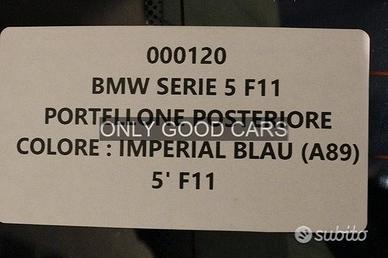 000120
BMW SERIE 5 F11
PORTELLONE POSTERIORE
ONLY GOOD CARS
COLORE : IMPERIAL BLAU (A89)
5' F11
subito